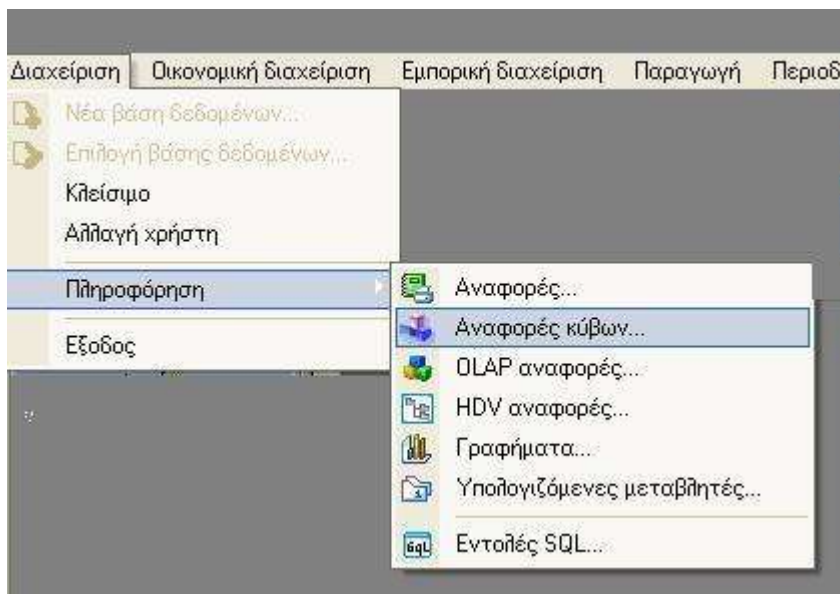 Διαχείριση Οικονομική διαχείριση Εμπορική διαχείριση Παραγωγή Περιοδ
Νέα βάση δεδομένων...
Επιλογή βάσης δεδομένων...
Κλείσιμο
Αλλαγή χρήστη
Πληροφόρηση
Εξοδος
Αναφορές...
Αναφορές κύβων...
OLAP αναφορές...
HDV αναφορές...
Γραφήματα...
Υπολογιζόμενες μεταβλητές...
Εντολές SQL...